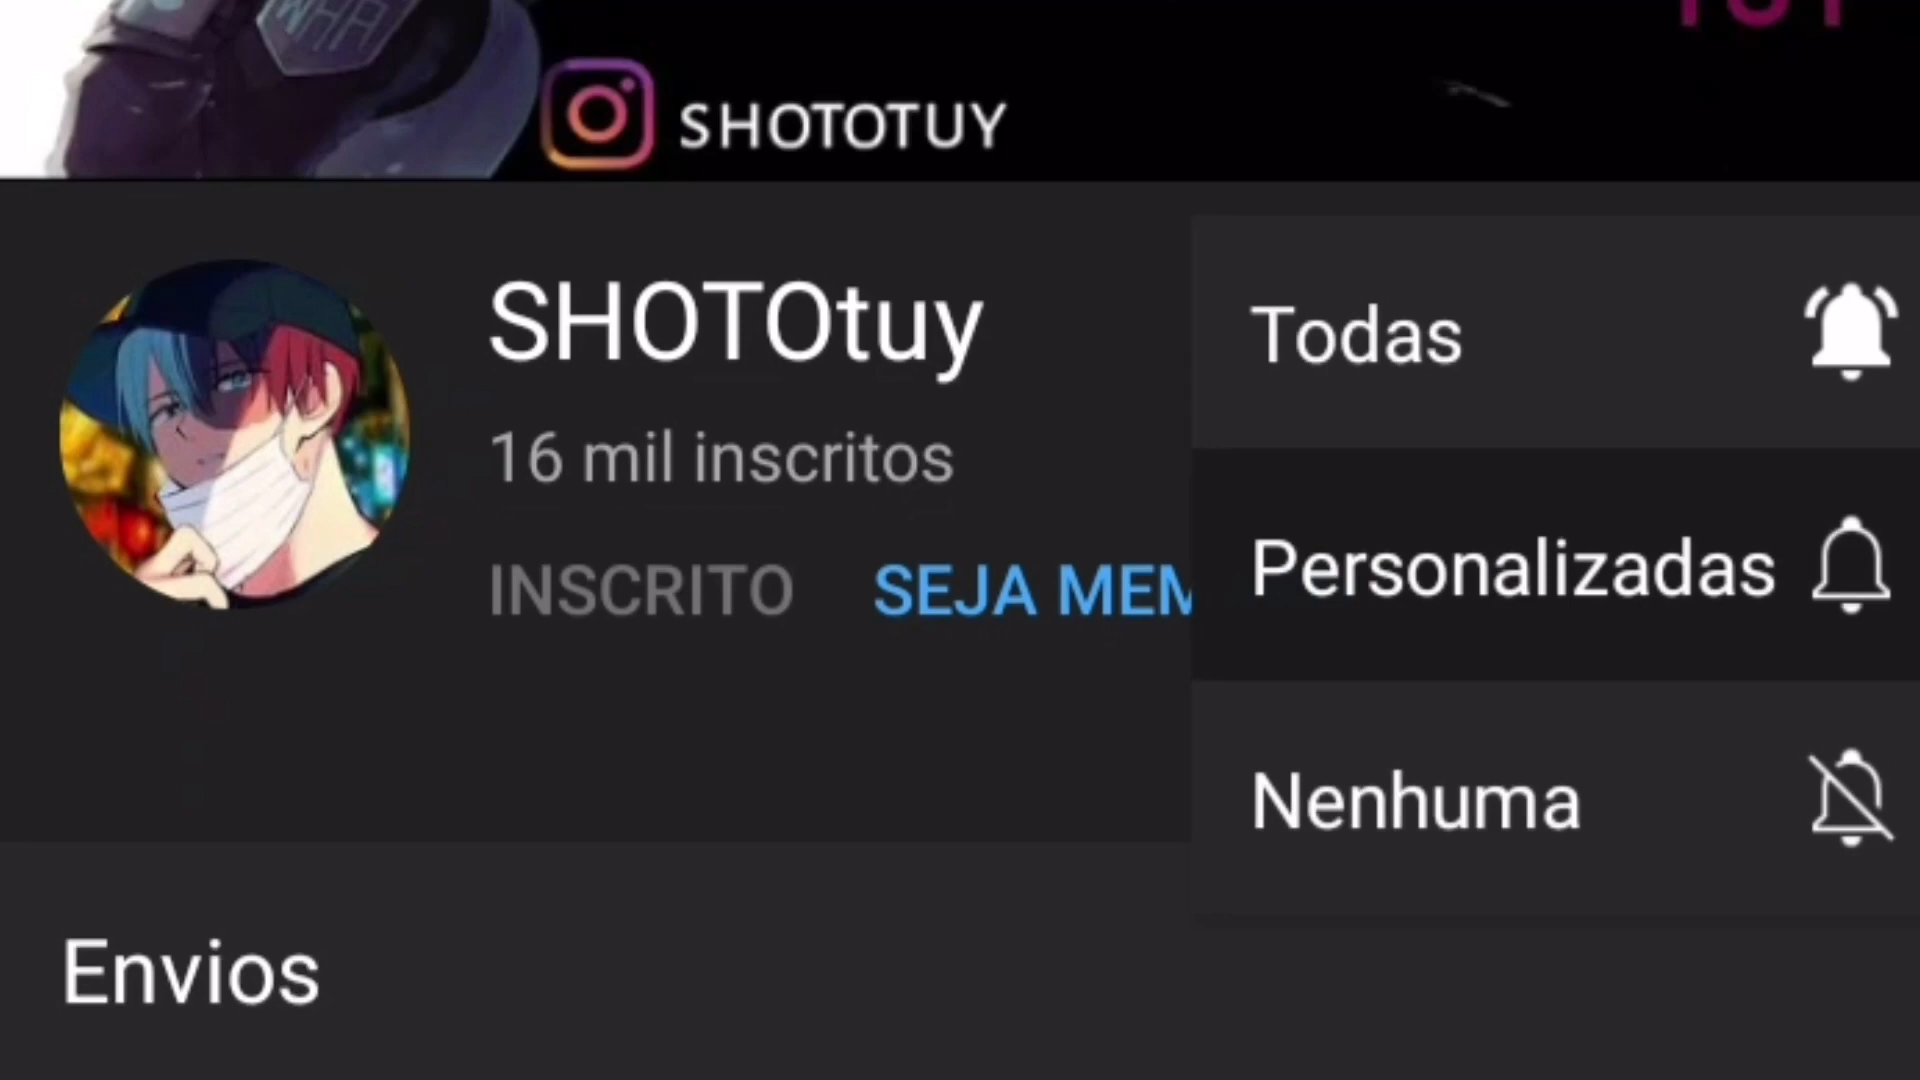 SHOTOTUY
SHOTOtuy
16 mil inscritos
INSCRITO
SEJA MEM
Todas
Personalizadas
Nenhuma
Envios